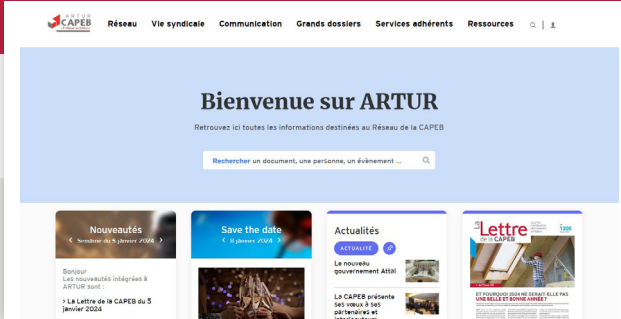 ARTUR
CAPEB
Réseau Vie syndicale Communication Grands dossiers Services adhérents Ressources
Bienvenue sur ARTUR
Retrouvez ici toutes les informations destinées au Réseau de la CAPEB
Rechercher un document, une personne, un évènement ...
Nouveautés
< Semaine du 5 janvier 2024 >
Bonjour
Les nouveautés intégrées à
ARTUR sont :
> La Lettre de la CAPEB du 5
janvier 2024
Save the date
< 8 janvier 2024 >
Actualités
ACTUALITÉ
Le nouveau
gouvernement Attal
La CAPEB présente
ses vœux à ses
partenaires et
interlocuteurs
Lettre
de la CAPEB
1200
ET POURQUOI 2024 NE SERAIT-ELLE PAS
UNE BELLE ET BONNE ANNÉE ?